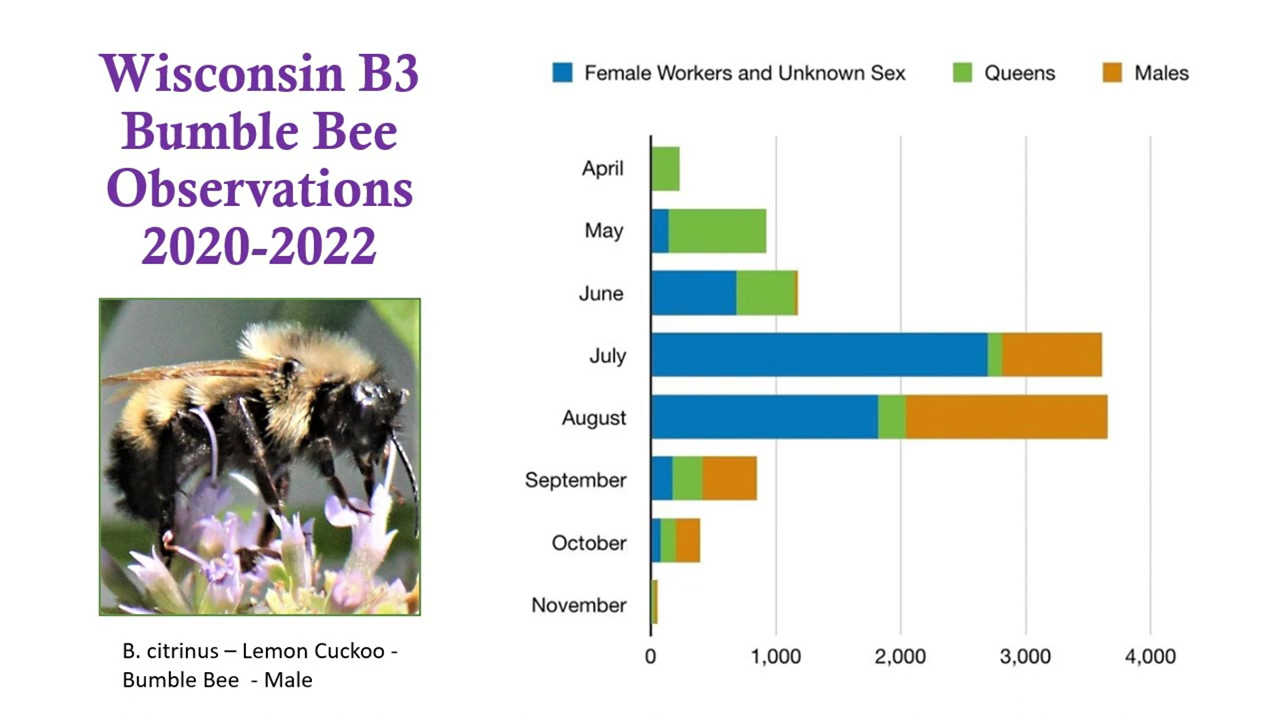 Wisconsin B3
Bumble Bee
Observations
2020-2022
B. citrinus – Lemon Cuckoo -
Bumble Bee  - Male
Female Workers and Unknown Sex
Queens
Males
April
May
June
July
August
September
October
November
0
1,000
2,000
3,000
4,000